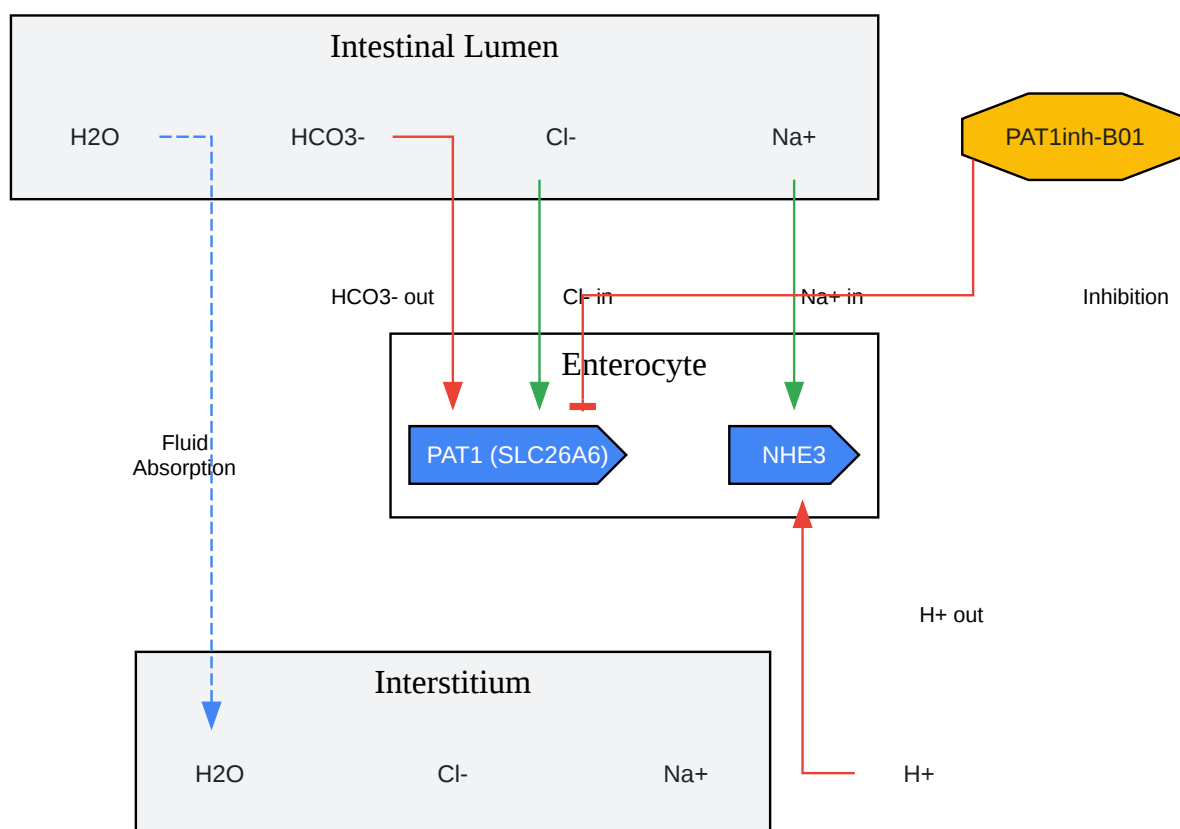 Intestinal Lumen
H2O
HCO3-
Cl-
Na+
PAT1inh-B01
HCO3- out
Cl- in
Na+ in
Inhibition
Enterocyte
Fluid
Absorption
PAT1 (SLC26A6)
NHE3
H+ out
Interstitium
H2O
Cl-
Na+
H+